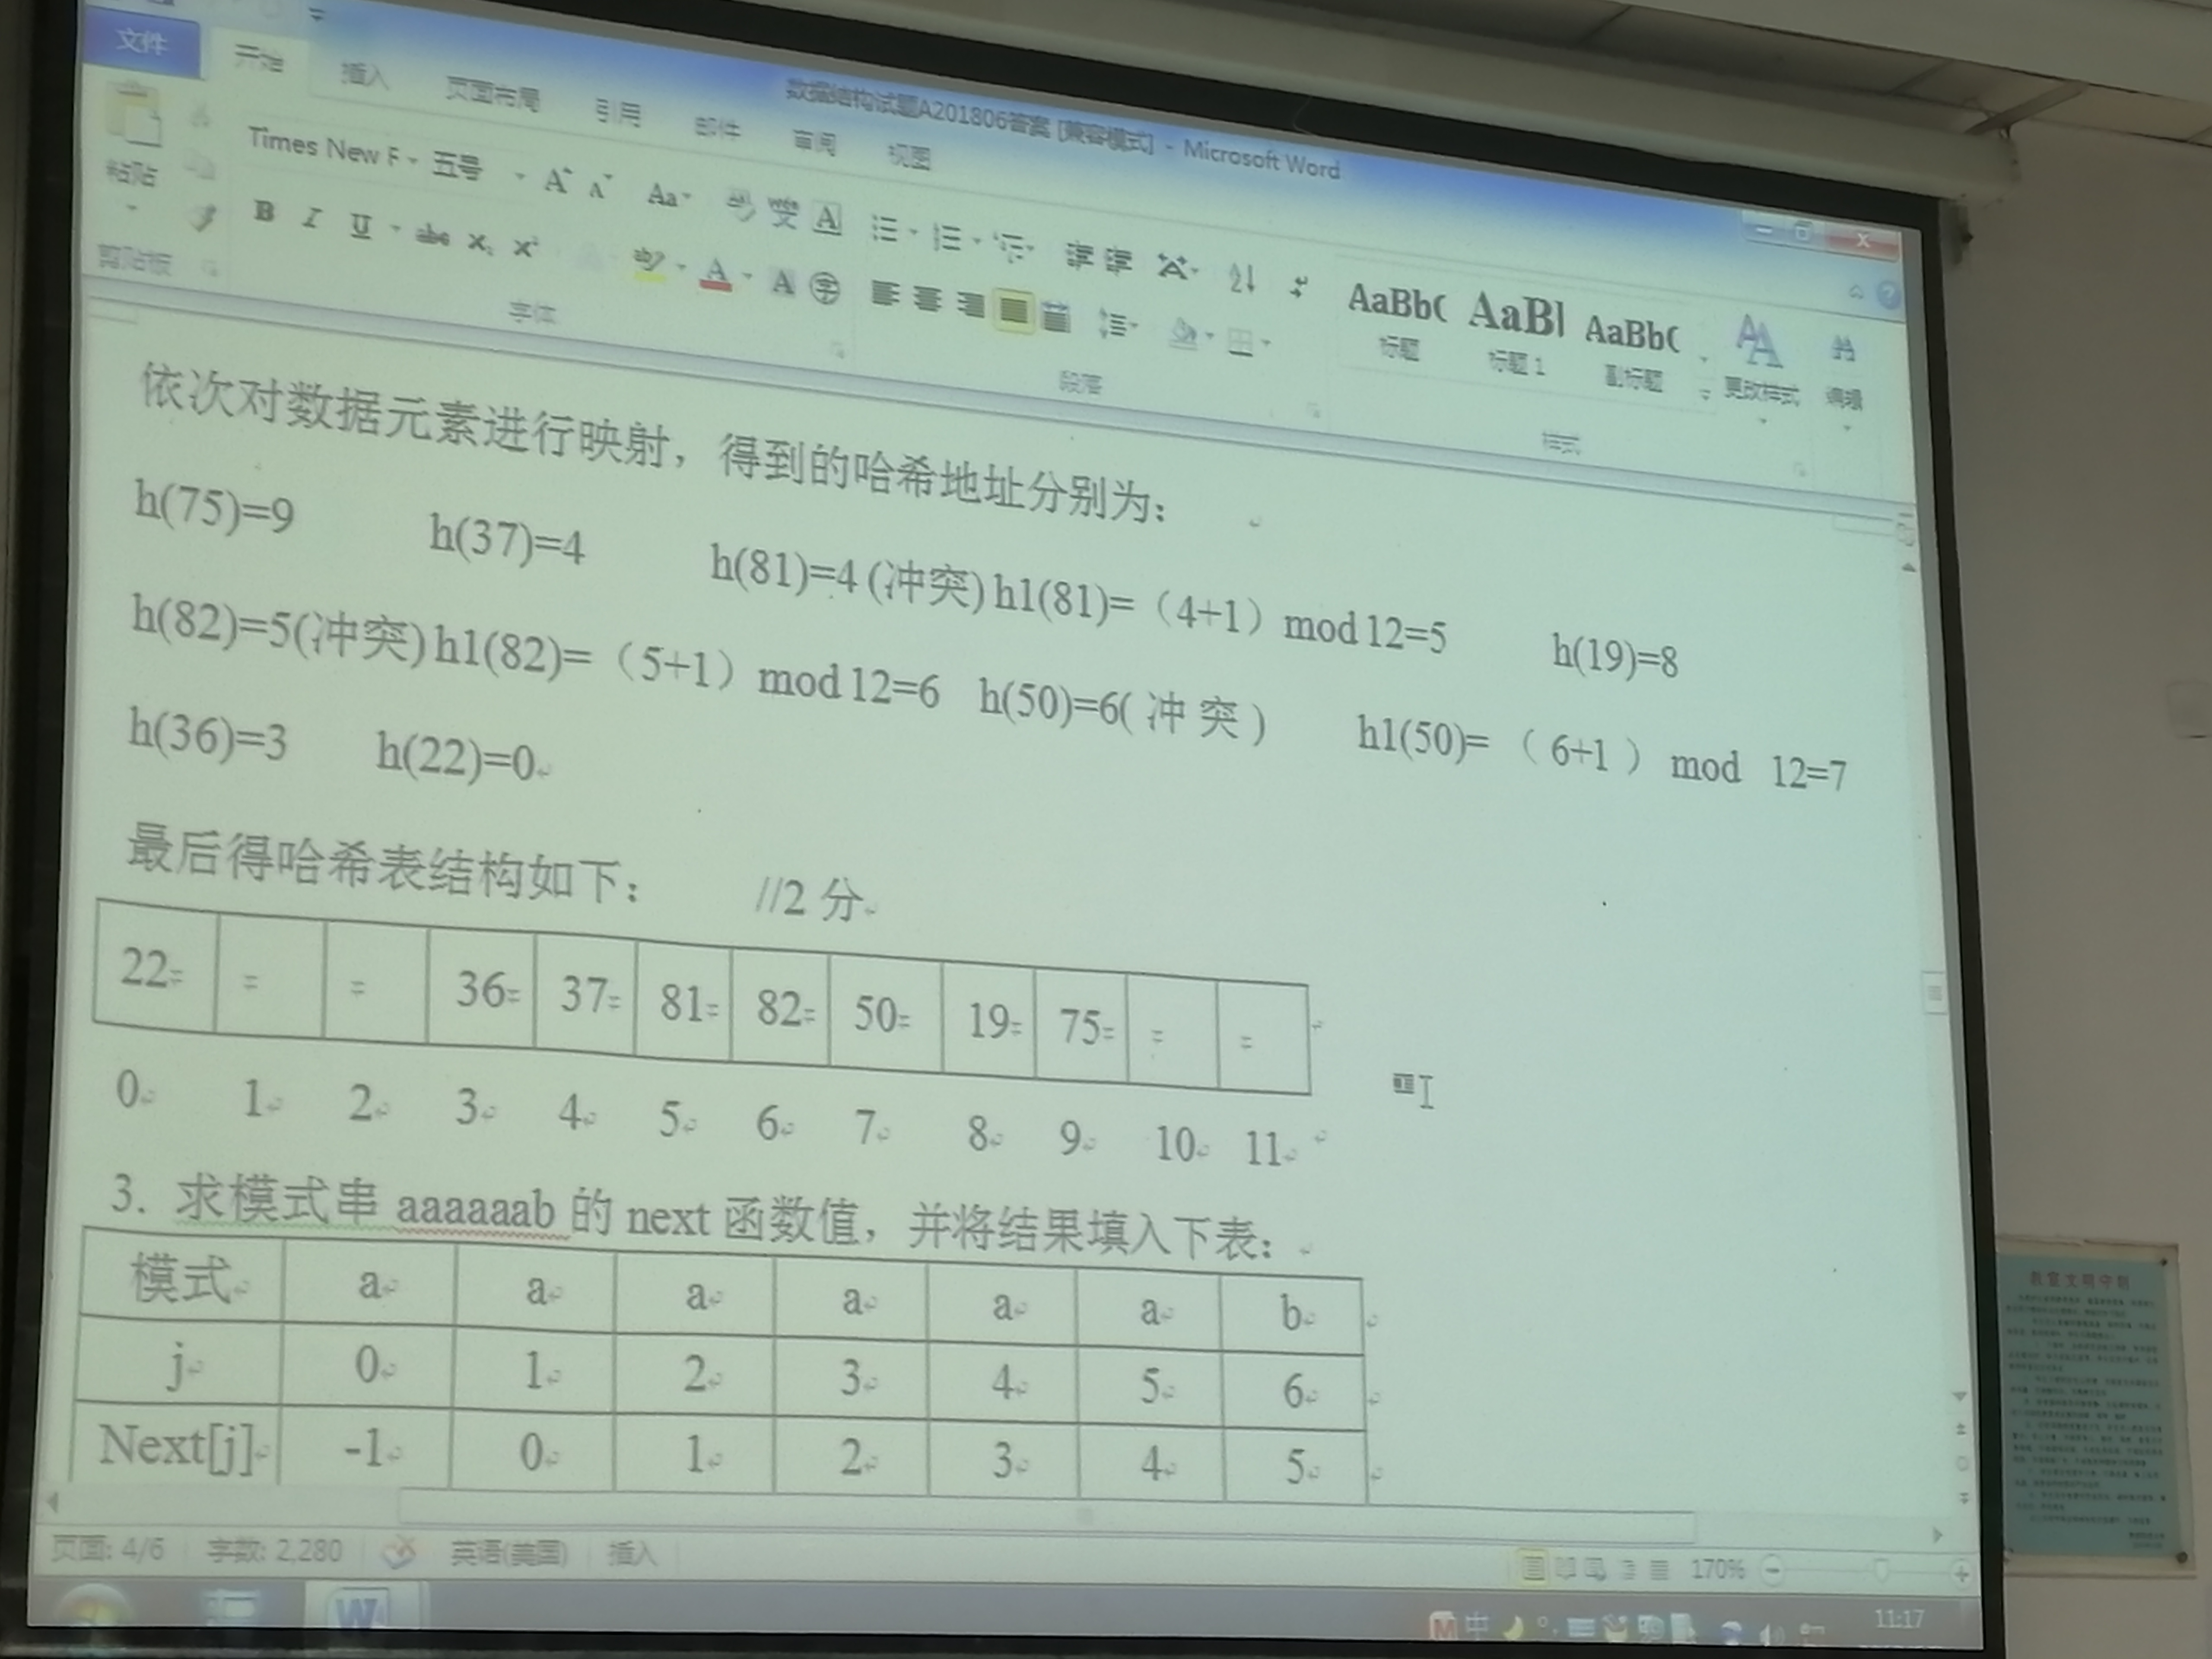 数据结构试题A201806答案 [兼容模式] - Microsoft Word
文件 开始 插入 页面布局 引用 邮件 审阅 视图
粘贴
剪贴板
Times New F 五号
B I U abc
字体
段落
AaBbC AaBl AaBbC
标题 标题 1 副标题
更改样式 编辑
样式
依次对数据元素进行映射，得到的哈希地址分别为：
h(75)=9 h(37)=4 h(81)=4 (冲突) h1(81)=（4+1）mod 12=5 h(19)=8
h(82)=5(冲突) h1(82)=（5+1）mod 12=6 h(50)=6( 冲 突 ) h1(50)= （ 6+1 ） mod 12=7
h(36)=3 h(22)=0
最后得哈希表结构如下： //2 分
22 36 37 81 82 50 19 75
0 1 2 3 4 5 6 7 8 9 10 11
3. 求模式串 aaaaaab 的 next 函数值，并将结果填入下表：
模式 a a a a a a b
j 0 1 2 3 4 5 6
Next[j] -1 0 1 2 3 4 5
页面: 4/6 字数: 2,280 英语(美国) 插入 170%
中 11:17
教室文明守则